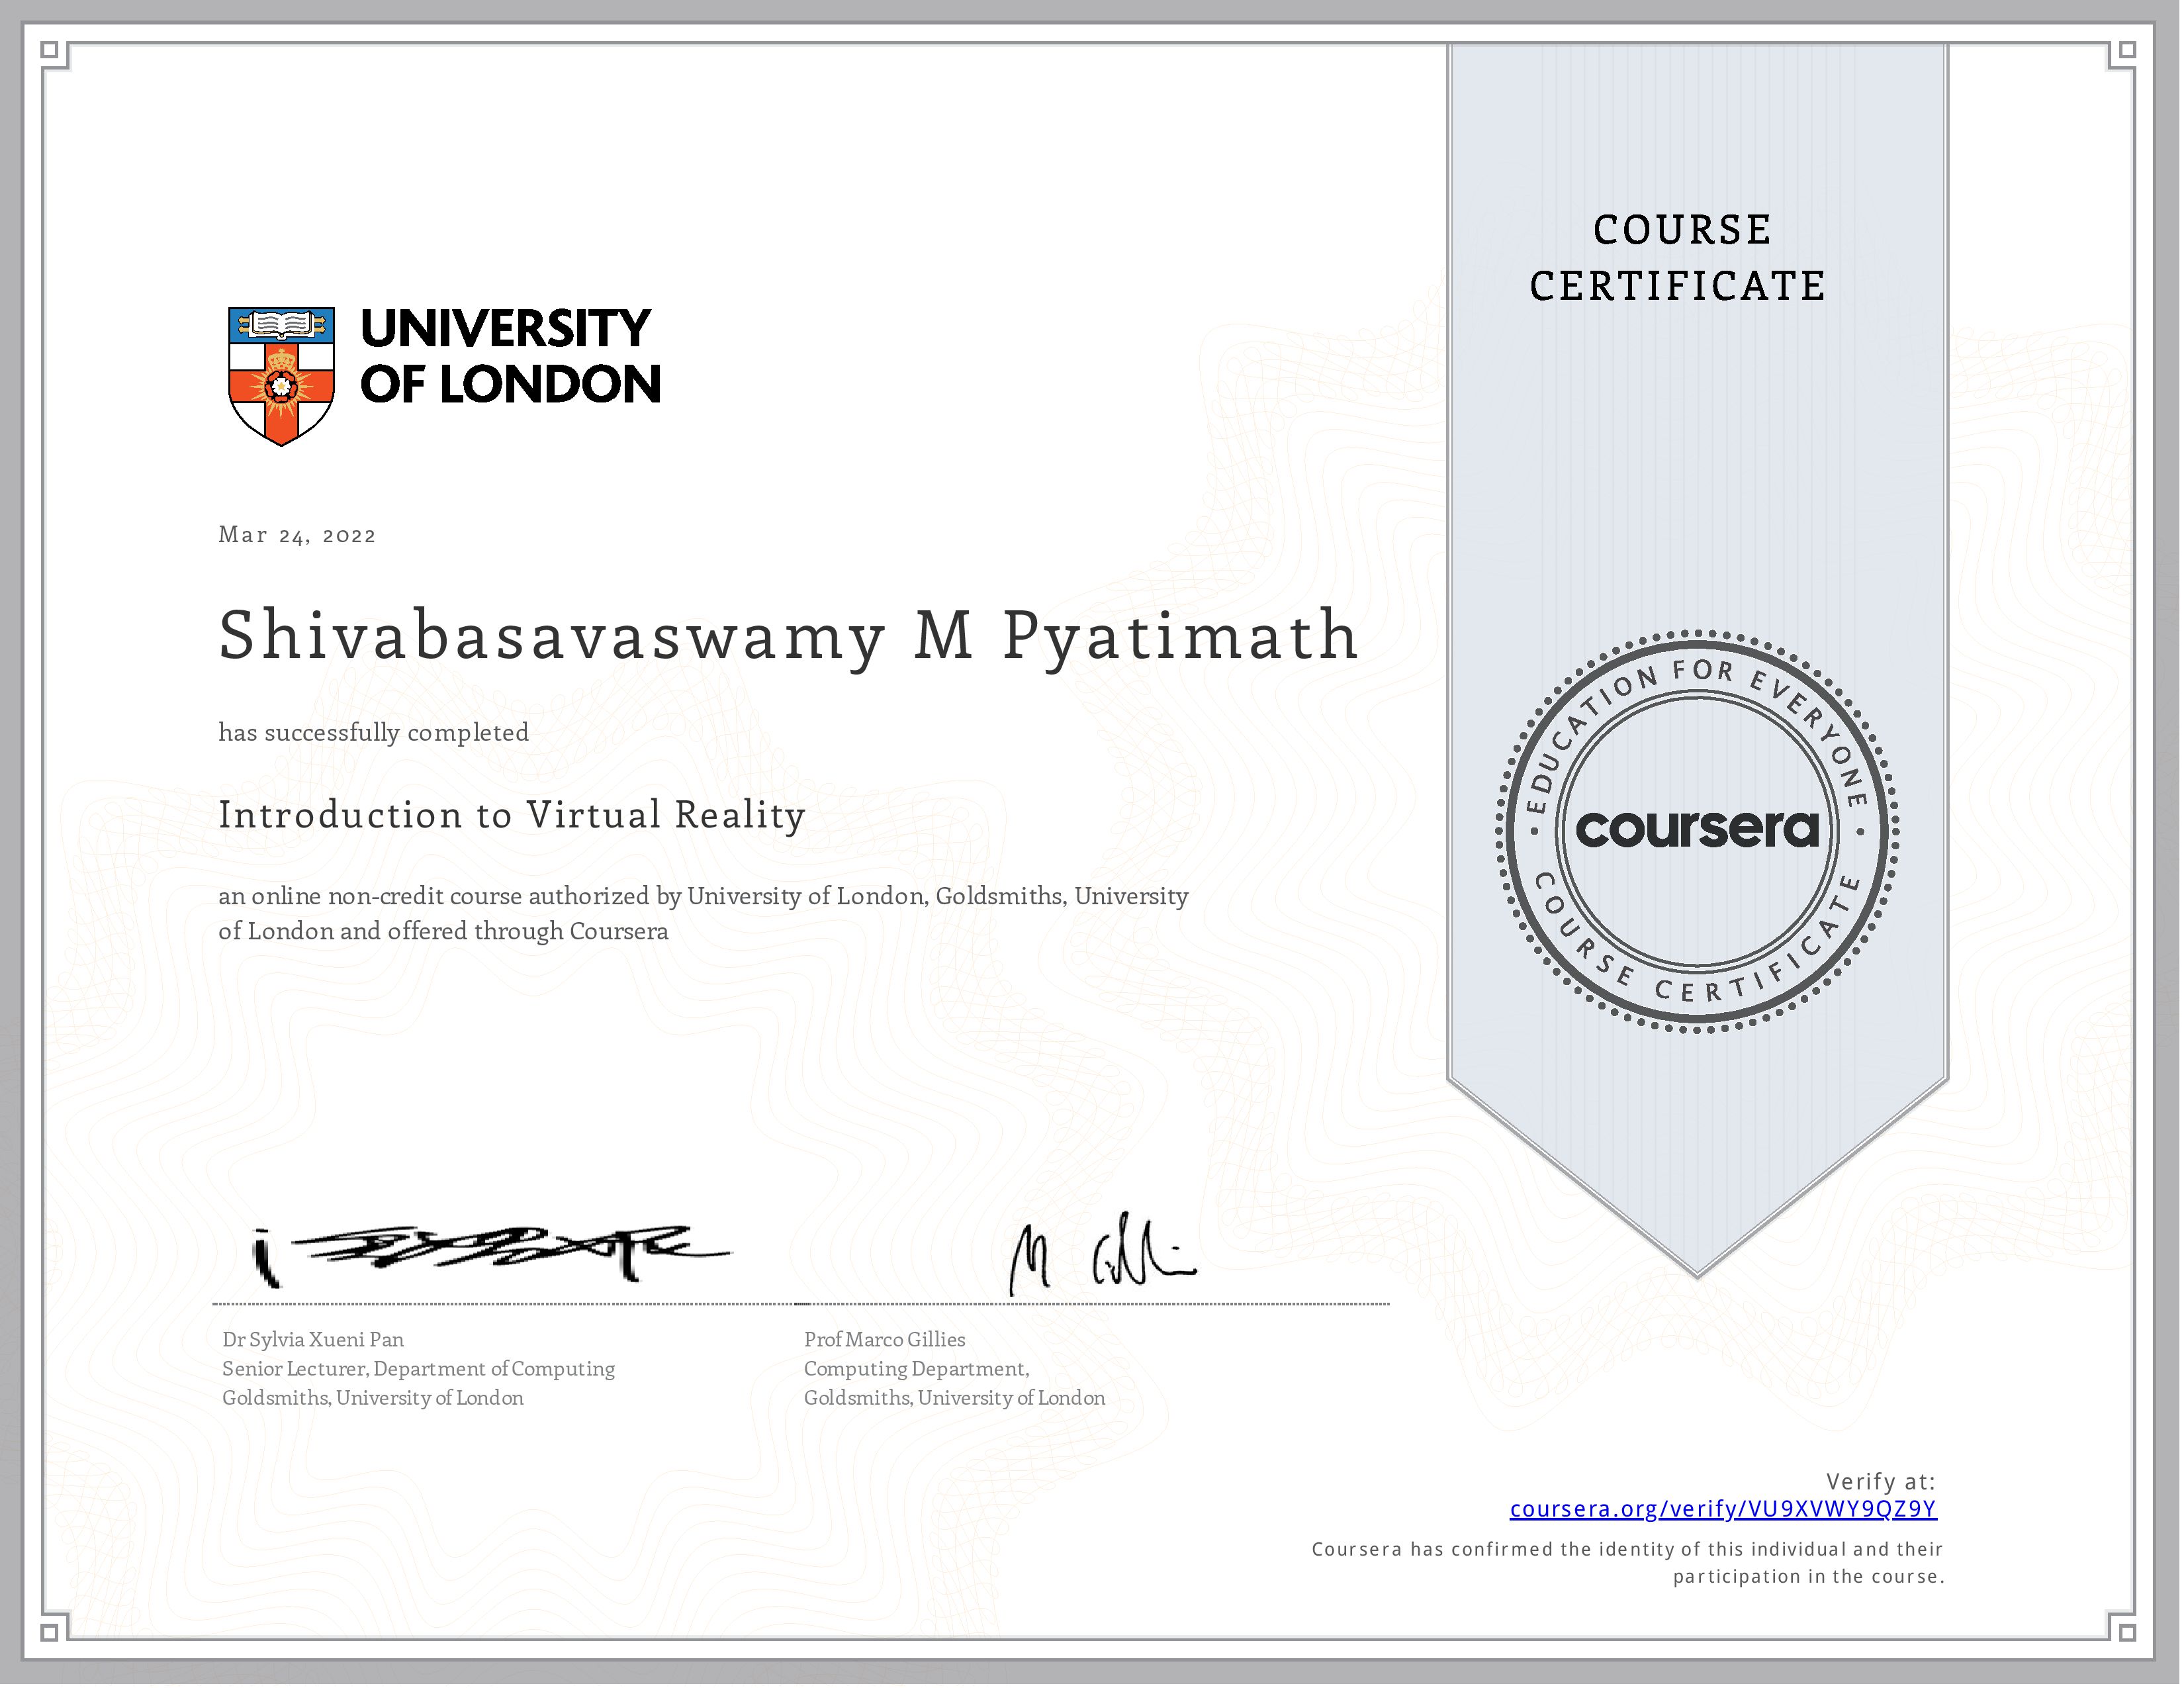 COURSE
CERTIFICATE
UNIVERSITY
OF LONDON
Mar 24, 2022
Shivabasavaswamy M Pyatimath
has successfully completed
Introduction to Virtual Reality
an online non-credit course authorized by University of London, Goldsmiths, University
of London and offered through Coursera
EDUCATION FOR EVERYONE
coursera
COURSE CERTIFICATE
Dr Sylvia Xueni Pan
Senior Lecturer, Department of Computing
Goldsmiths, University of London
Prof Marco Gillies
Computing Department,
Goldsmiths, University of London
Verify at:
coursera.org/verify/VU9XVWY9QZ9Y
Coursera has confirmed the identity of this individual and their
participation in the course.